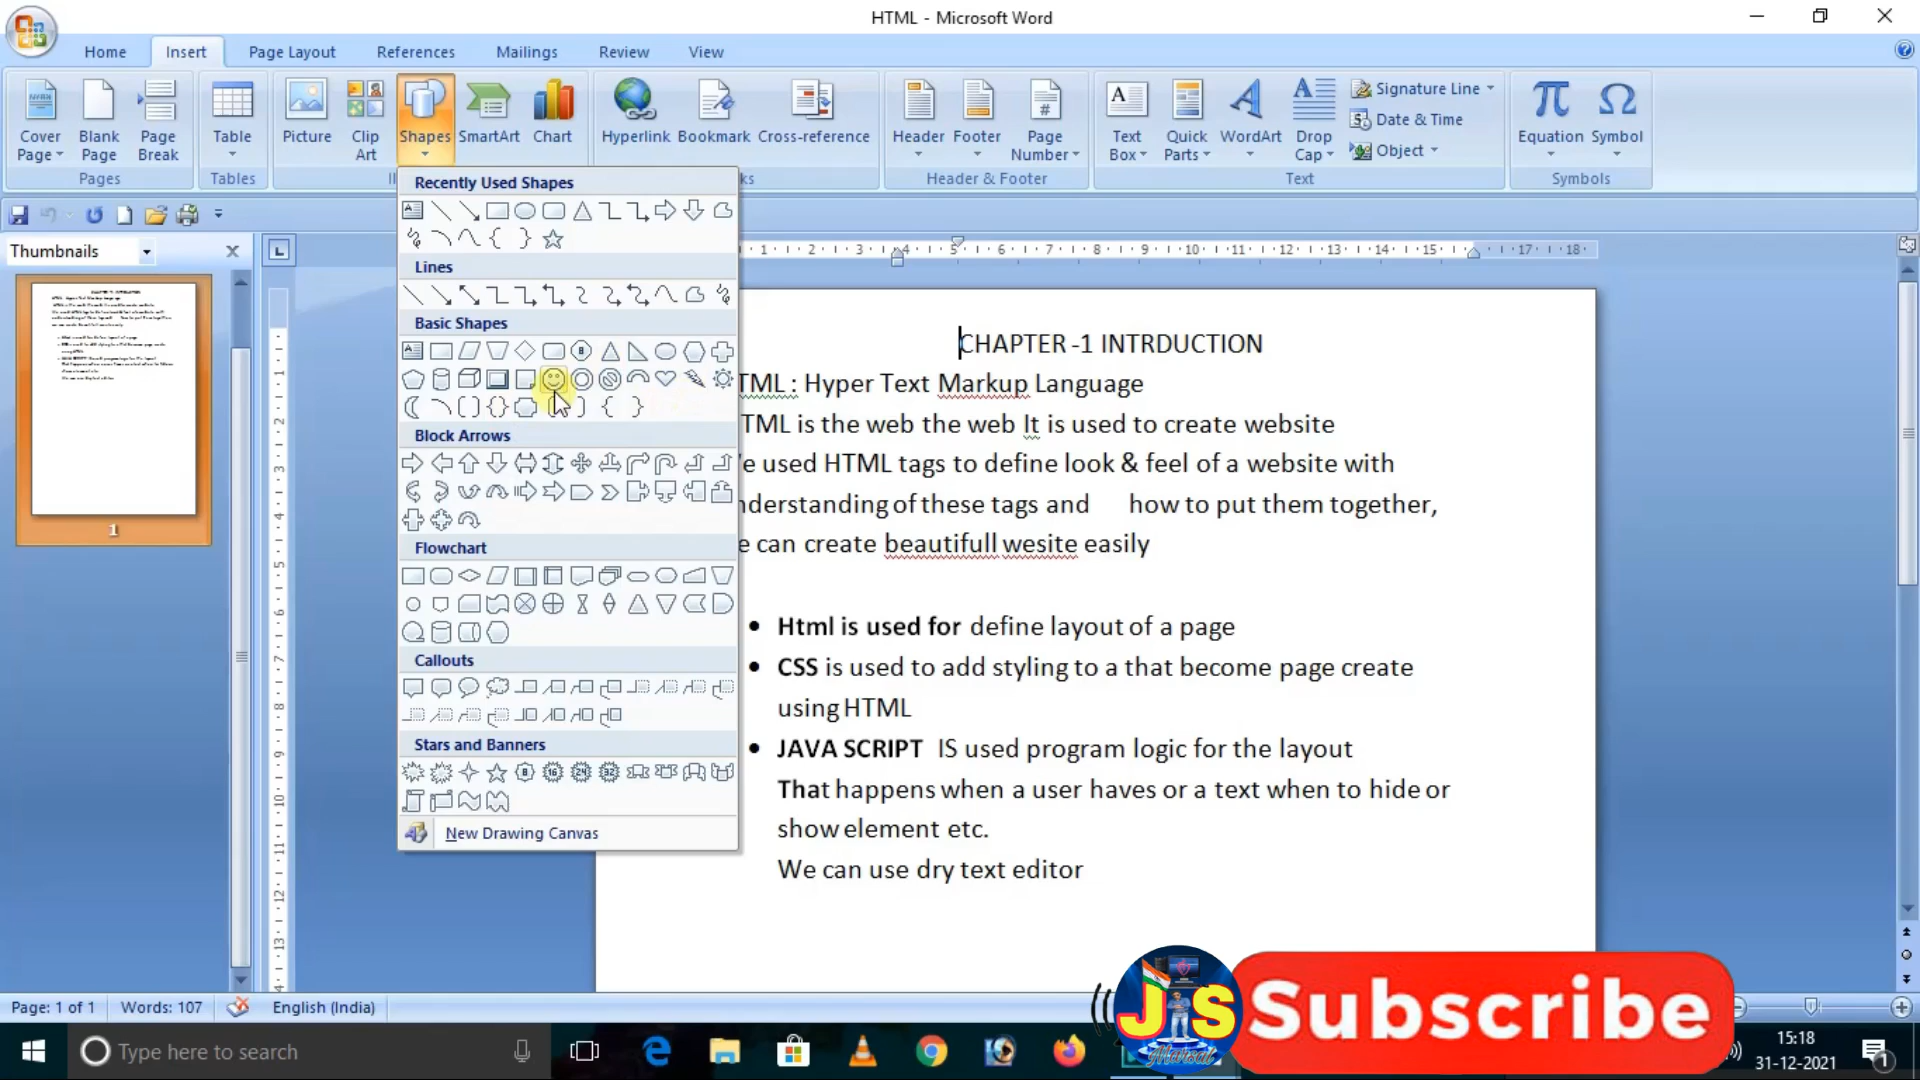 HTML - Microsoft Word
Home Insert Page Layout References Mailings Review View
Cover Page
Blank Page
Page Break
Table
Picture
Clip Art
Shapes
SmartArt
Chart
Hyperlink
Bookmark
Cross-reference
Header
Footer
Page Number
Text Box
Quick Parts
WordArt
Drop Cap
Signature Line
Date & Time
Object
Equation
Symbol
Pages
Tables
Header & Footer
Text
Symbols
Thumbnails
1
Recently Used Shapes
Lines
Basic Shapes
Block Arrows
Flowchart
Callouts
Stars and Banners
New Drawing Canvas
CHAPTER -1 INTRDUCTION
TML : Hyper Text Markup Language
TML is the web the web It is used to create website
e used HTML tags to define look & feel of a website with
nderstanding of these tags and how to put them together,
e can create beautifull wesite easily
• Html is used for define layout of a page
• CSS is used to add styling to a that become page create
using HTML
• JAVA SCRIPT IS used program logic for the layout
That happens when a user haves or a text when to hide or
show element etc.
We can use dry text editor
Page: 1 of 1 Words: 107 English (India)
JS Subscribe
Marsal
Type here to search
15:18
31-12-2021
1